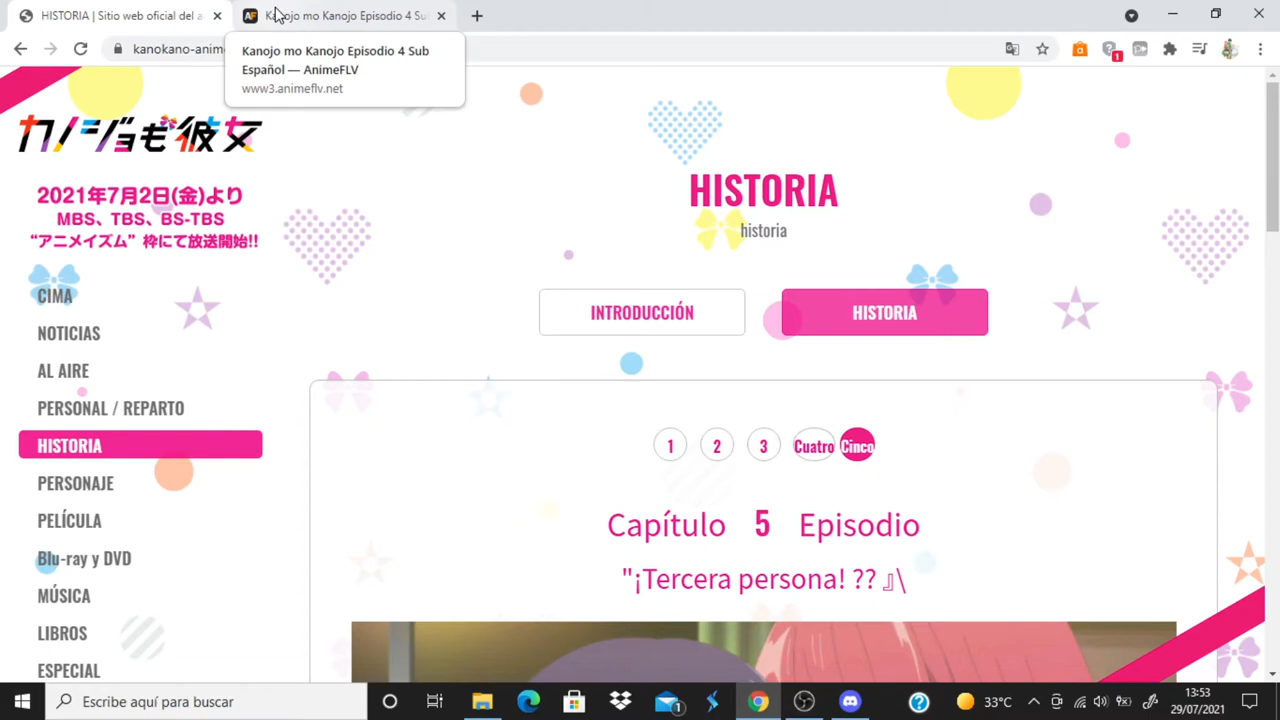 HISTORIA | Sitio web oficial del a
Kanojo mo Kanojo Episodio 4 Sub
kanokano-anim
Kanojo mo Kanojo Episodio 4 Sub
Español — AnimeFLV
www3.animeflv.net
1
カノジョも彼女
2021年7月2日(金)より
MBS、TBS、BS-TBS
“アニメイズム” 枠にて放送開始!!
CIMA
NOTICIAS
AL AIRE
PERSONAL / REPARTO
HISTORIA
PERSONAJE
PELÍCULA
Blu-ray y DVD
MÚSICA
LIBROS
ESPECIAL
HISTORIA
historia
INTRODUCCIÓN
HISTORIA
1 2 3 Cuatro Cinco
Capítulo 5 Episodio
"¡Tercera persona! ?? 』\
Escribe aquí para buscar
1
33°C
13:53
29/07/2021